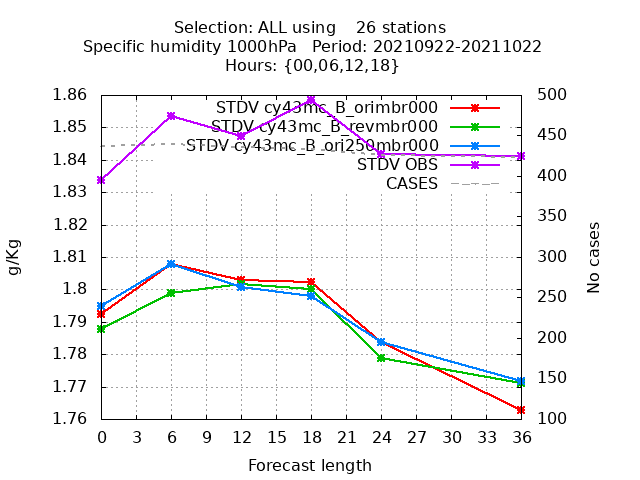 Selection: ALL using    26 stations
Specific humidity 1000hPa   Period: 20210922-20211022
Hours: {00,06,12,18}
STDV cy43mc_B_orimbr000
STDV cy43mc_B_revmbr000
STDV cy43mc_B_ori250mbr000
STDV OBS
CASES
1.86
1.85
1.84
1.83
1.82
1.81
1.8
1.79
1.78
1.77
1.76
g/Kg
500
450
400
350
300
250
200
150
100
No cases
0 3 6 9 12 15 18 21 24 27 30 33 36
Forecast length